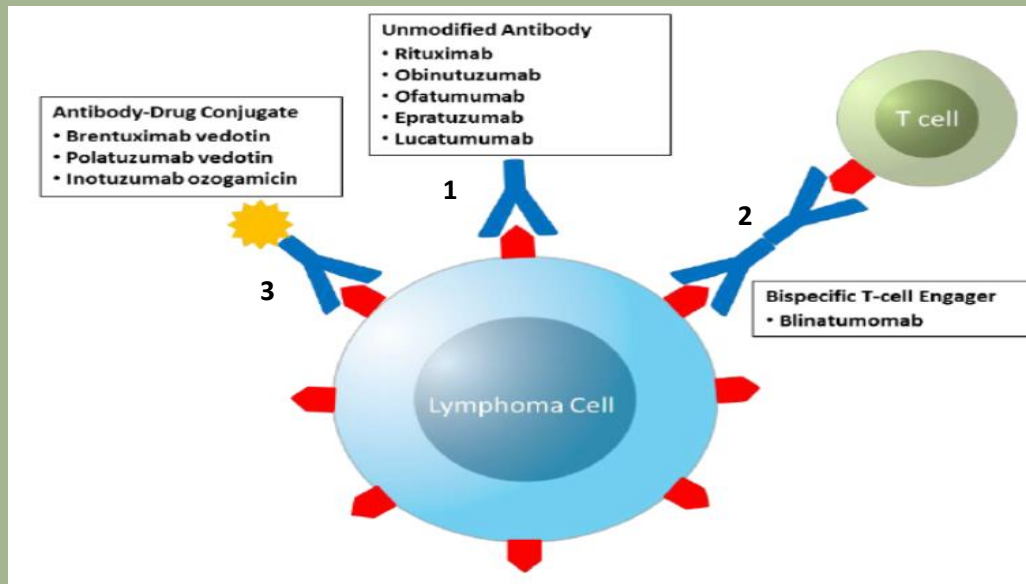 Unmodified Antibody
• Rituximab
• Obinutuzumab
• Ofatumumab
• Epratuzumab
• Lucatumumab
Antibody-Drug Conjugate
• Brentuximab vedotin
• Polatuzumab vedotin
• Inotuzumab ozogamicin
T cell
1
2
3
Bispecific T-cell Engager
• Blinatumomab
Lymphoma Cell